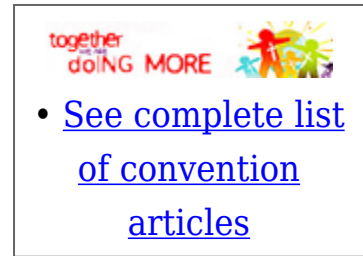 together
we are
doING MORE
• See complete list
of convention
articles